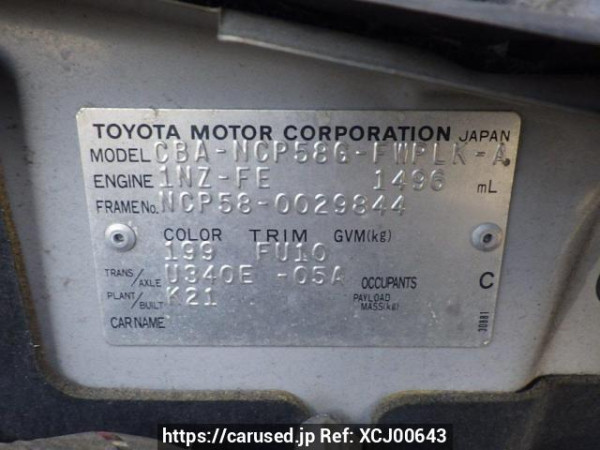 TOYOTA MOTOR CORPORATION JAPAN
MODEL CBA-NCP58G-FWPLK-A
ENGINE 1NZ-FE 1496 mL
FRAME No. NCP58-0029844
COLOR TRIM GVM(kg)
199 FU10
TRANS/AXLE U340E -05A OCCUPANTS C
PLANT/BUILT K21 PAYLOAD MASS(kg)
CAR NAME
30881
https://carused.jp Ref: XCJ00643